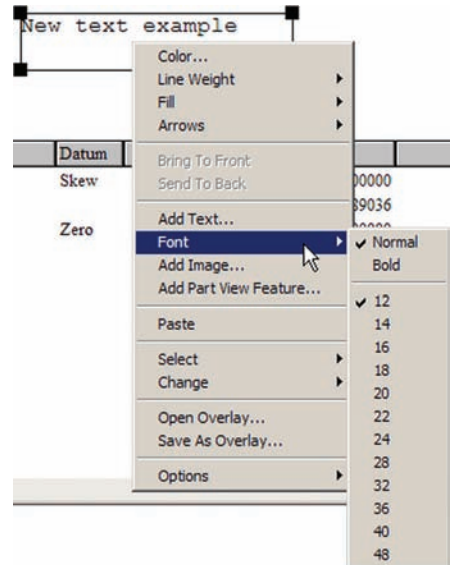 New text example
Color...
Line Weight
Fill
Arrows
Bring To Front
Send To Back
Add Text...
Font
Add Image...
Add Part View Feature...
Paste
Select
Change
Open Overlay...
Save As Overlay...
Options
Datum
Skew
Zero
Normal
Bold
12
14
16
18
20
22
24
28
32
36
40
48